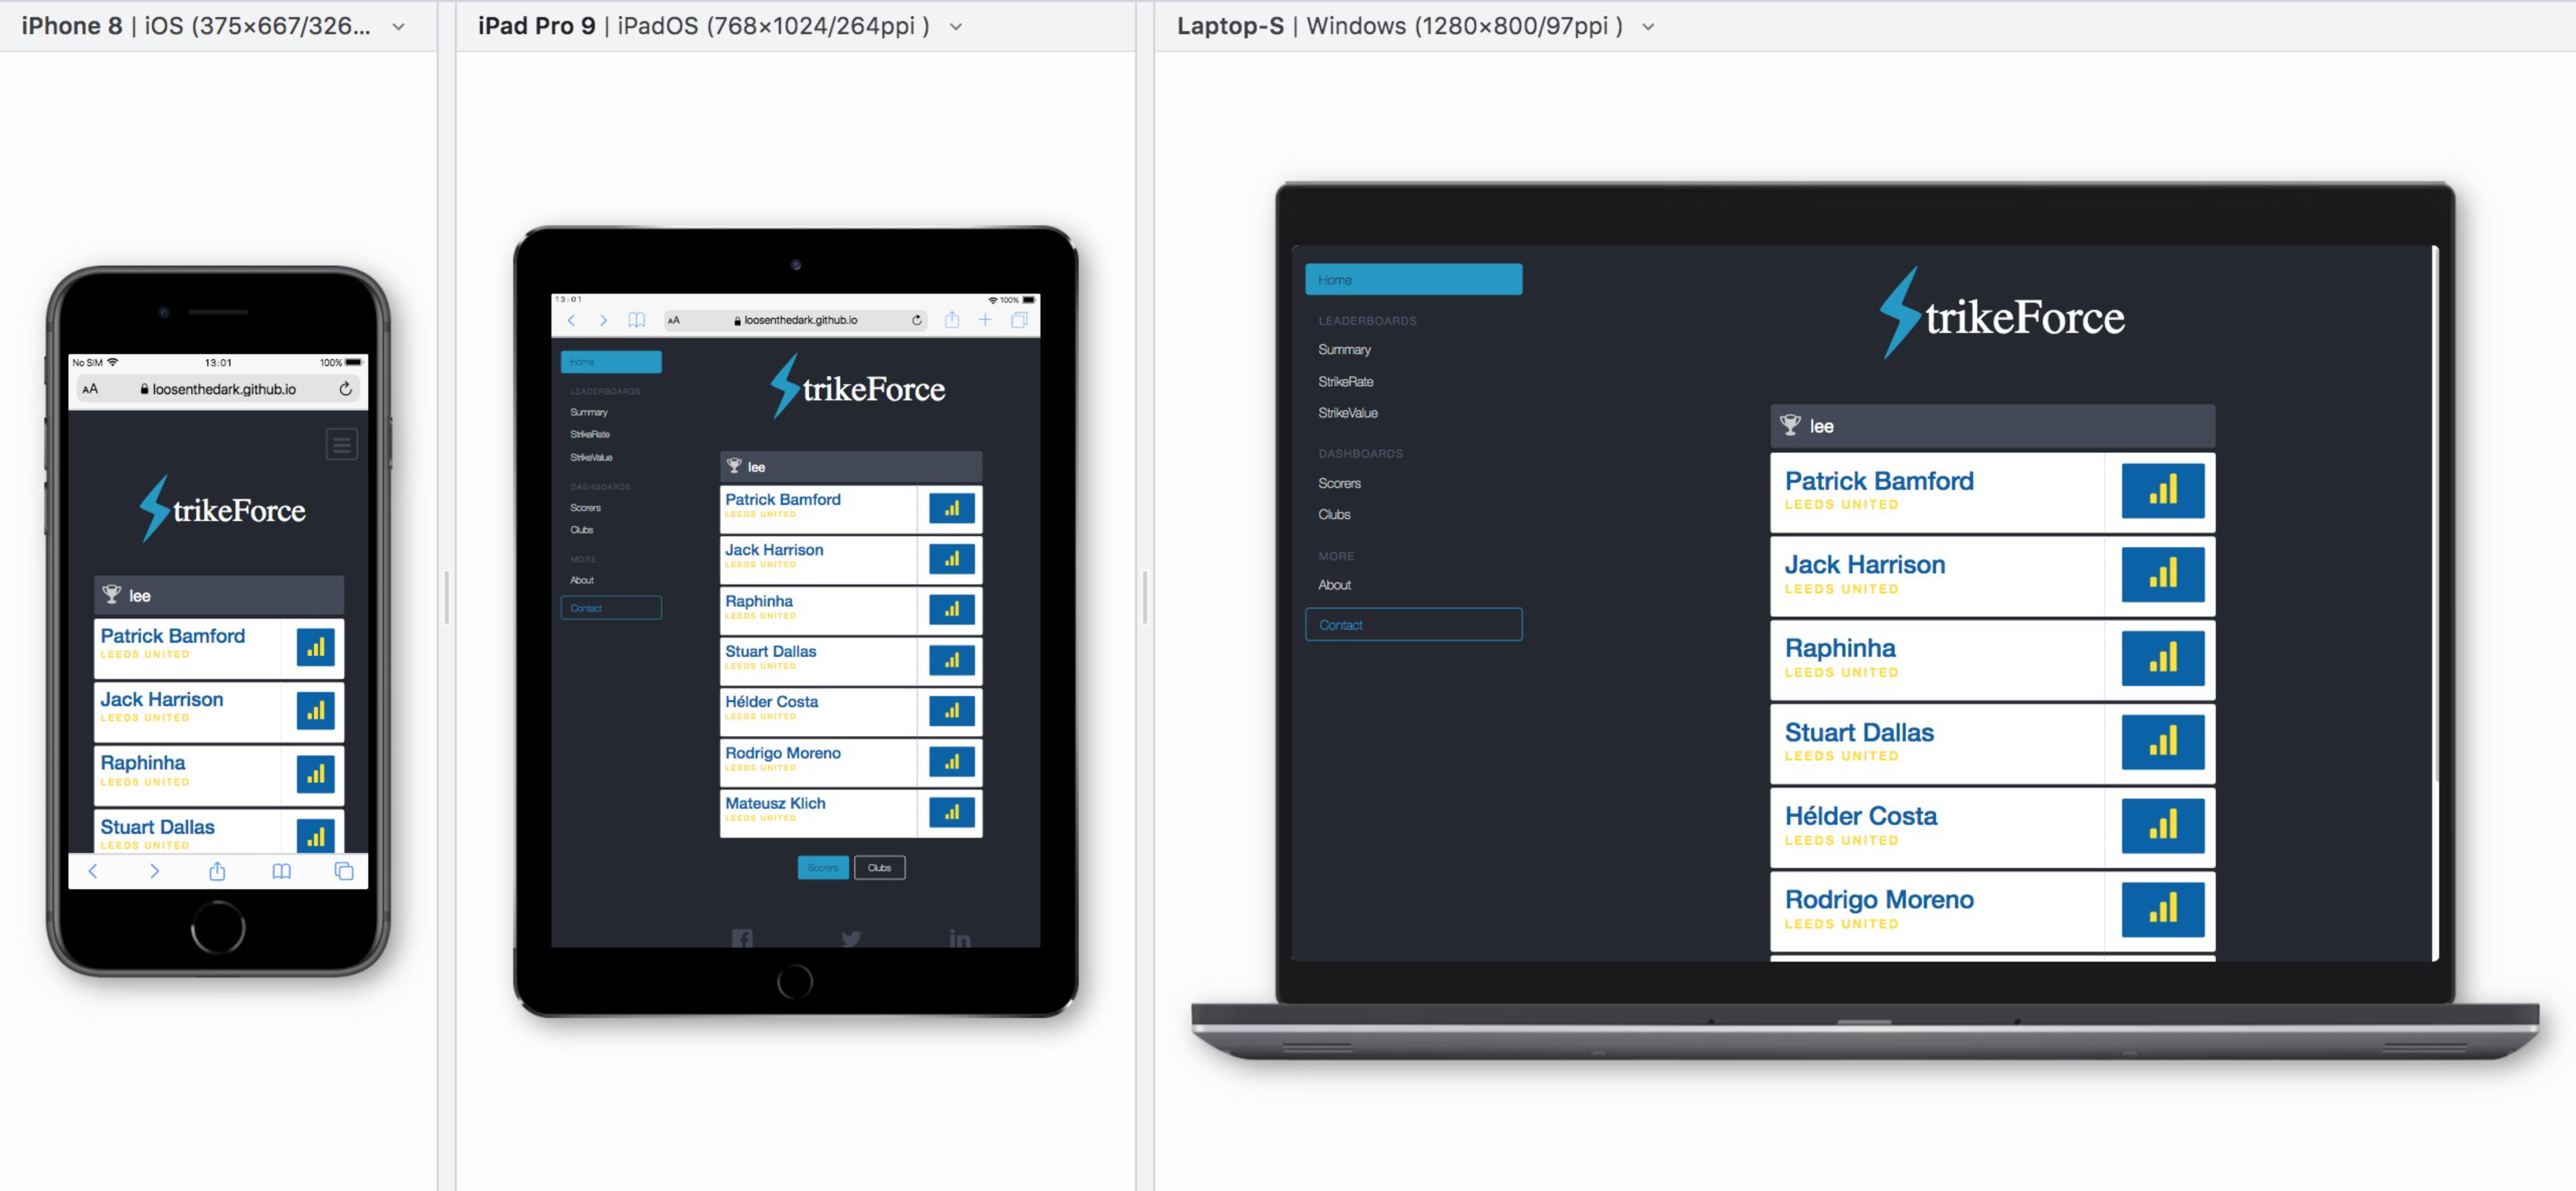 iPhone 8 | iOS (375×667/326...
iPad Pro 9 | iPadOS (768×1024/264ppi )
Laptop-S | Windows (1280×800/97ppi )
No SIM
13:01
100%
AA
loosenthedark.github.io
trikeForce
lee
Patrick Bamford
LEEDS UNITED
Jack Harrison
LEEDS UNITED
Raphinha
LEEDS UNITED
Stuart Dallas
LEEDS UNITED
13:01
100%
AA
loosenthedark.github.io
Home
LEADERBOARDS
Summary
StrikeRate
StrikeValue
DASHBOARDS
Scorers
Clubs
MORE
About
Contact
trikeForce
lee
Patrick Bamford
LEEDS UNITED
Jack Harrison
LEEDS UNITED
Raphinha
LEEDS UNITED
Stuart Dallas
LEEDS UNITED
Hélder Costa
LEEDS UNITED
Rodrigo Moreno
LEEDS UNITED
Mateusz Klich
LEEDS UNITED
Scorers
Clubs
Home
LEADERBOARDS
Summary
StrikeRate
StrikeValue
DASHBOARDS
Scorers
Clubs
MORE
About
Contact
trikeForce
lee
Patrick Bamford
LEEDS UNITED
Jack Harrison
LEEDS UNITED
Raphinha
LEEDS UNITED
Stuart Dallas
LEEDS UNITED
Hélder Costa
LEEDS UNITED
Rodrigo Moreno
LEEDS UNITED